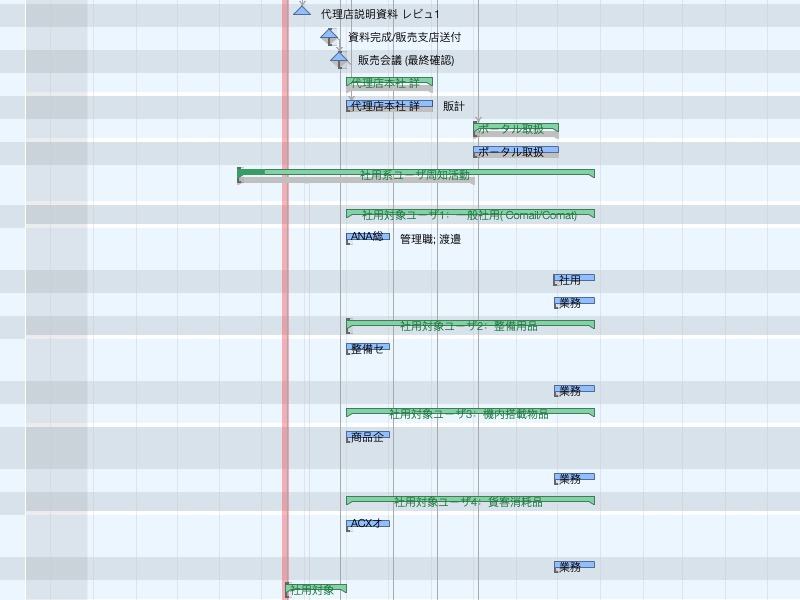 代理店説明資料 レビュ1
資料完成/販売支店送付
販売会議 (最終確認)
代理店本社 詳
代理店本社 詳 販計
ポータル取扱
ポータル取扱
社用系ユーザ周知活動
社用対象ユーザ1: 一般社用( Comail/Comat)
ANA総 管理職; 渡邉
社用
業務
社用対象ユーザ2: 整備用品
整備セ
業務
社用対象ユーザ3: 機内搭載物品
商品企
業務
社用対象ユーザ4: 貨客消耗品
ACXオ
業務
社用対象